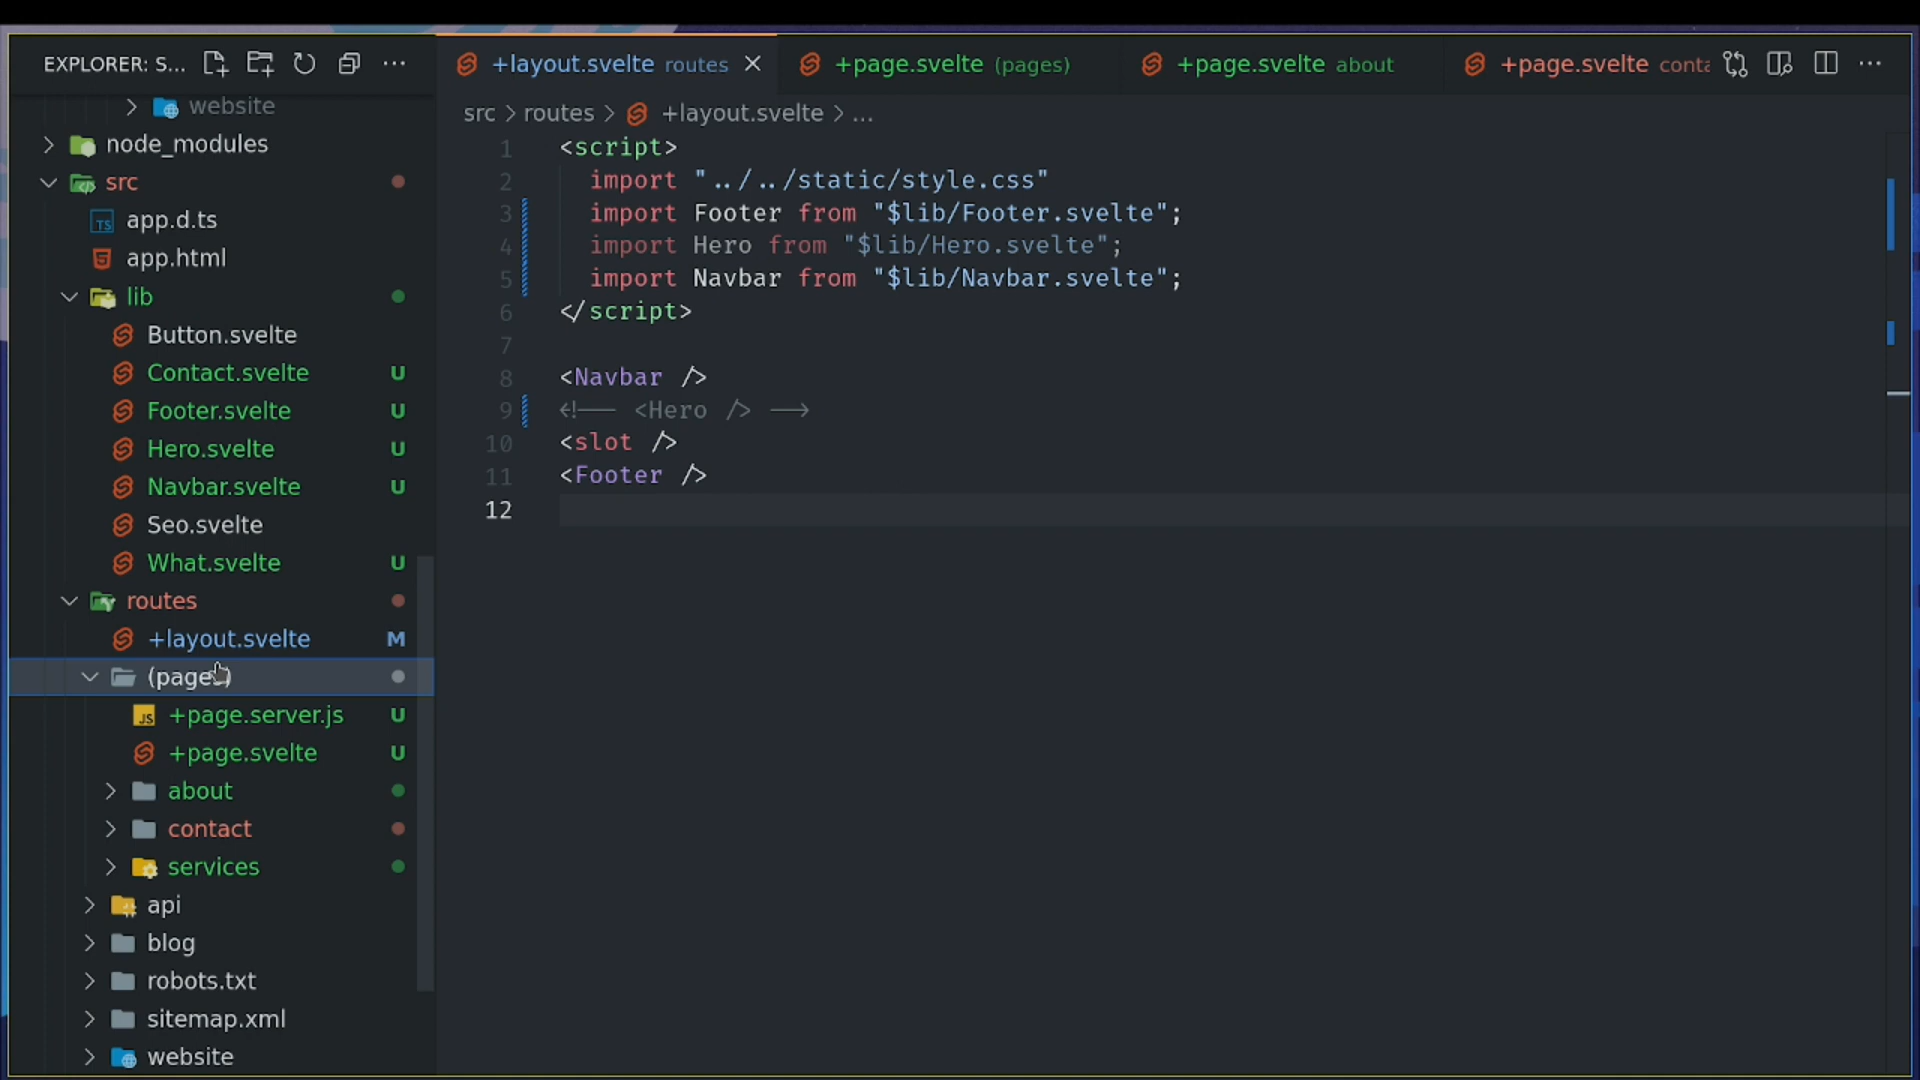 EXPLORER: S...
website
node_modules
src
app.d.ts
app.html
lib
Button.svelte
Contact.svelte U
Footer.svelte U
Hero.svelte U
Navbar.svelte U
Seo.svelte
What.svelte U
routes
+layout.svelte M
(pages)
+page.server.js U
+page.svelte U
about
contact
services
api
blog
robots.txt
sitemap.xml
website
+layout.svelte routes
+page.svelte (pages)
+page.svelte about
+page.svelte conta
src > routes > +layout.svelte > ...
1 <script>
2 import "../../static/style.css"
3 import Footer from "$lib/Footer.svelte";
4 import Hero from "$lib/Hero.svelte";
5 import Navbar from "$lib/Navbar.svelte";
6 </script>
7
8 <Navbar />
9 <!-- <Hero /> -->
10 <slot />
11 <Footer />
12